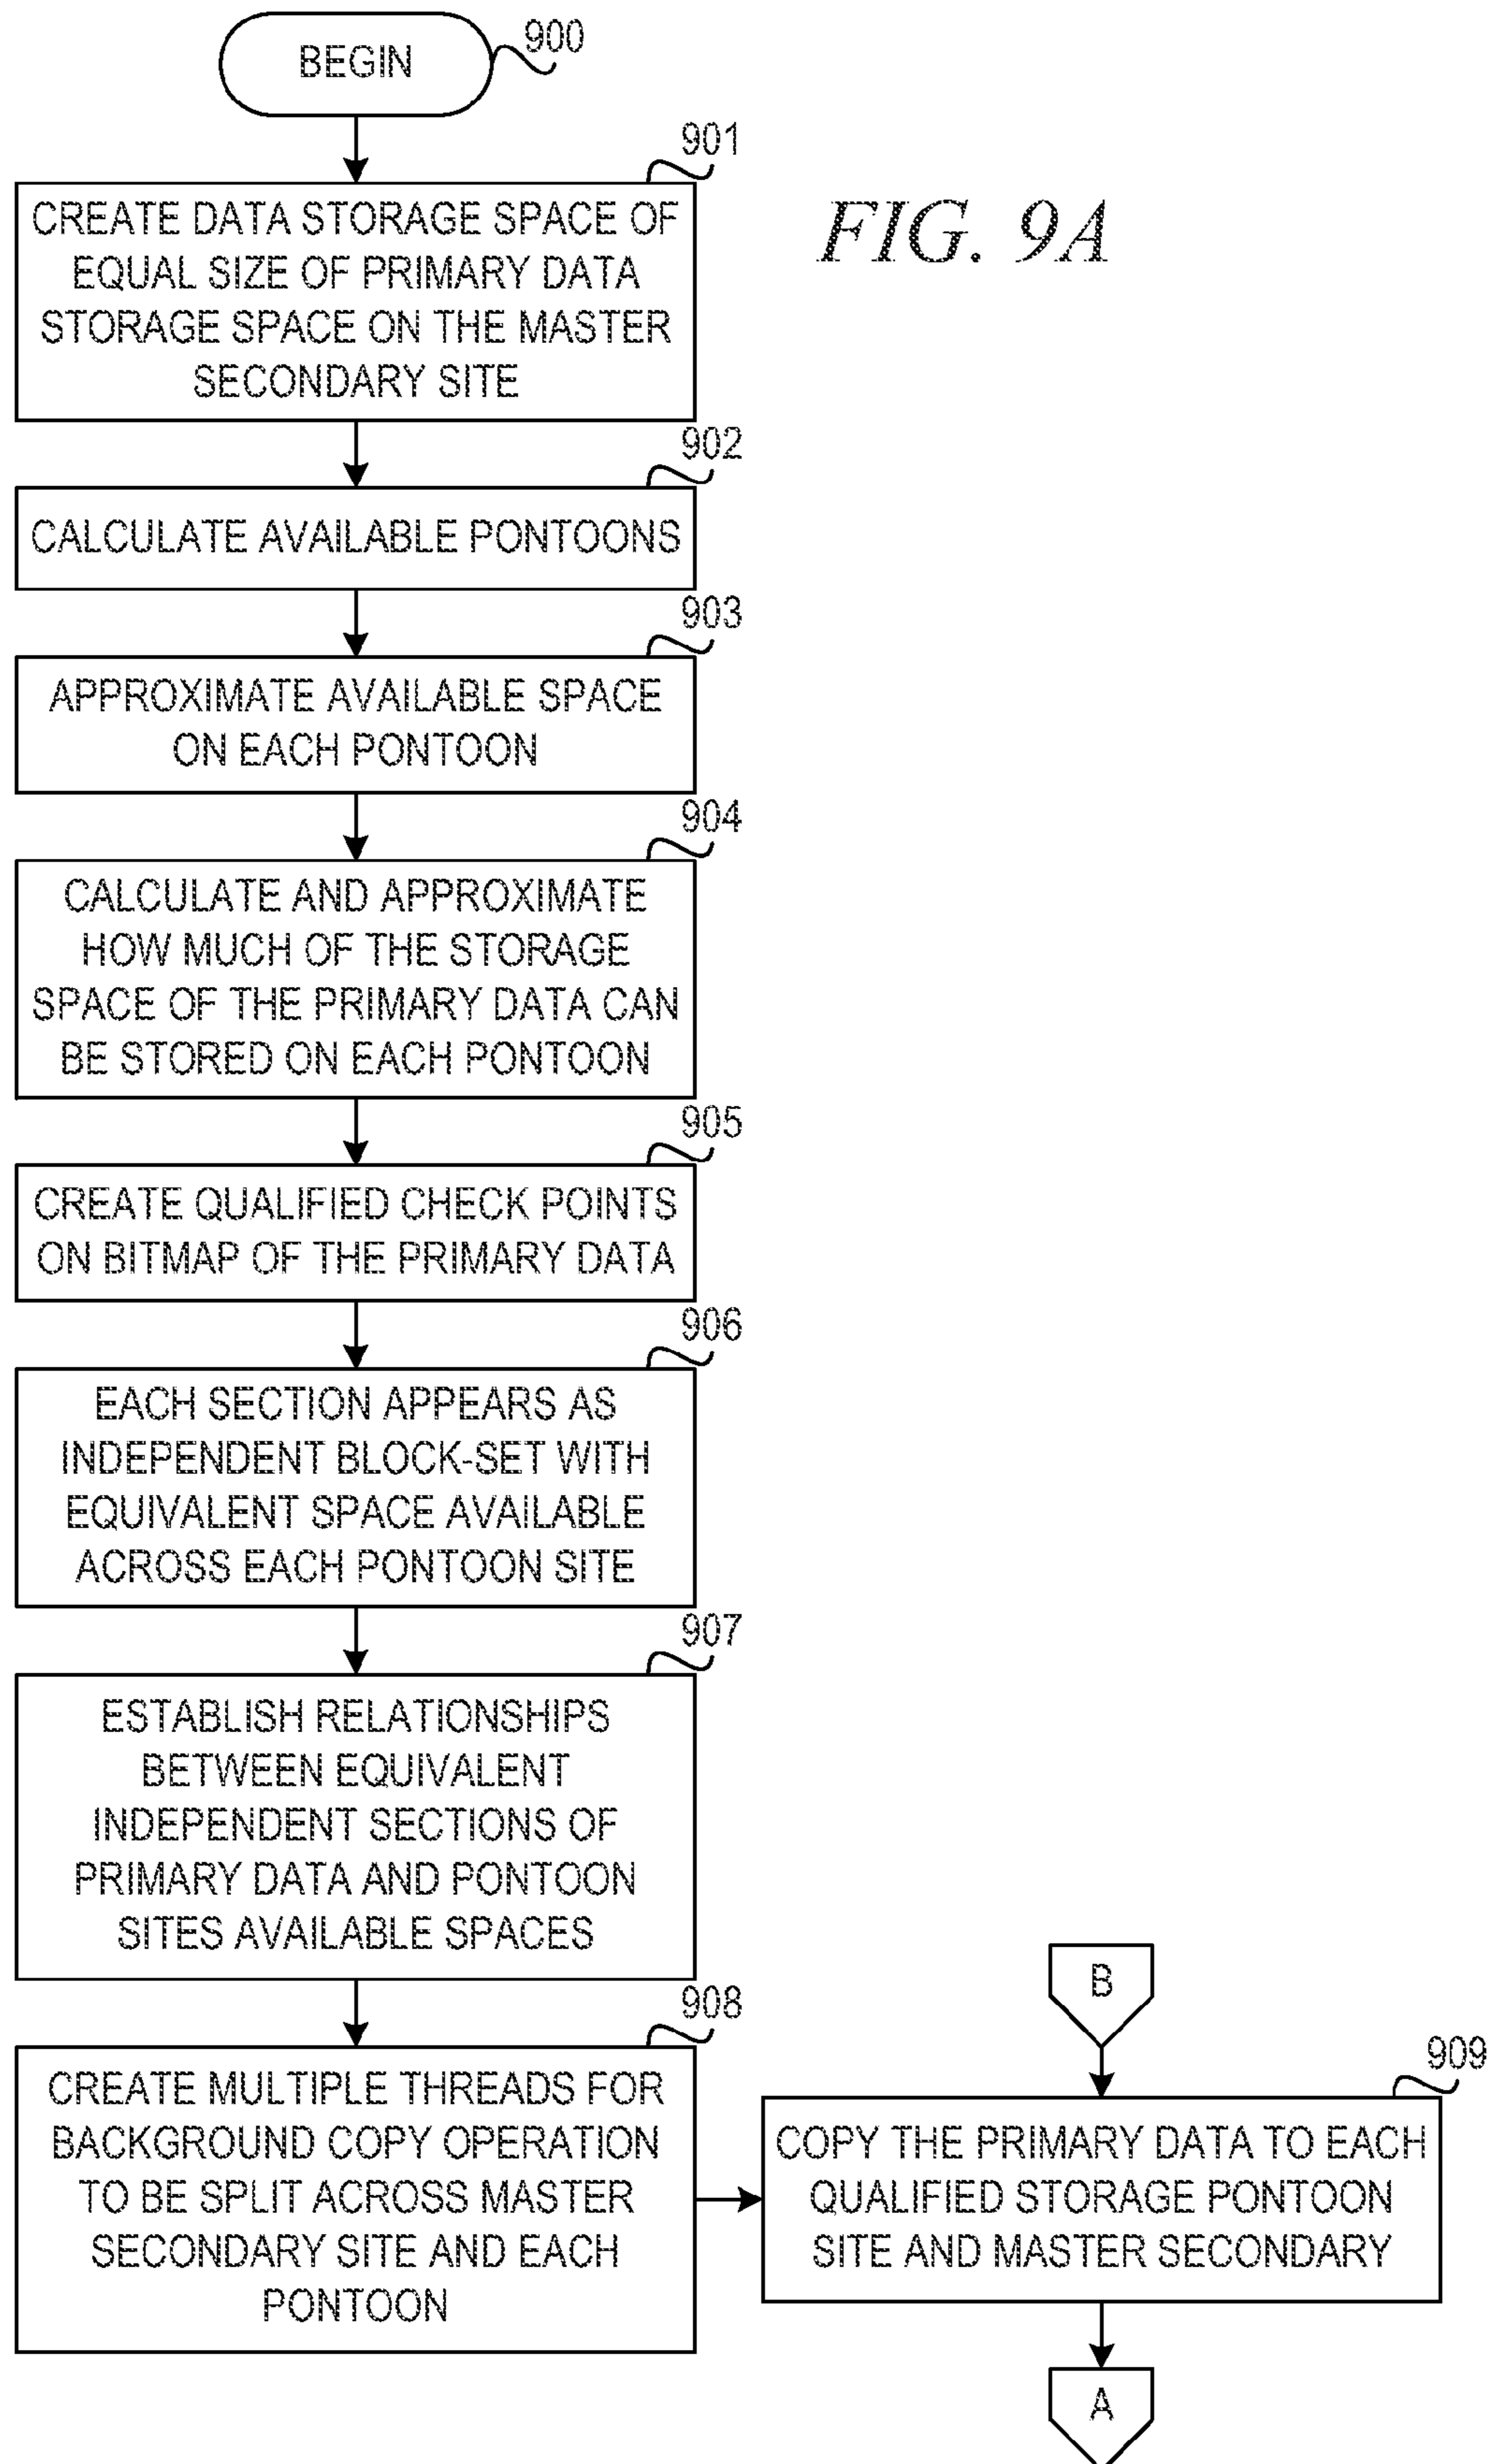 BEGIN
900
FIG. 9A
901
CREATE DATA STORAGE SPACE OF
EQUAL SIZE OF PRIMARY DATA
STORAGE SPACE ON THE MASTER
SECONDARY SITE
902
CALCULATE AVAILABLE PONTOONS
903
APPROXIMATE AVAILABLE SPACE
ON EACH PONTOON
904
CALCULATE AND APPROXIMATE
HOW MUCH OF THE STORAGE
SPACE OF THE PRIMARY DATA CAN
BE STORED ON EACH PONTOON
905
CREATE QUALIFIED CHECK POINTS
ON BITMAP OF THE PRIMARY DATA
906
EACH SECTION APPEARS AS
INDEPENDENT BLOCK-SET WITH
EQUIVALENT SPACE AVAILABLE
ACROSS EACH PONTOON SITE
907
ESTABLISH RELATIONSHIPS
BETWEEN EQUIVALENT
INDEPENDENT SECTIONS OF
PRIMARY DATA AND PONTOON
SITES AVAILABLE SPACES
908
CREATE MULTIPLE THREADS FOR
BACKGROUND COPY OPERATION
TO BE SPLIT ACROSS MASTER
SECONDARY SITE AND EACH
PONTOON
B
909
COPY THE PRIMARY DATA TO EACH
QUALIFIED STORAGE PONTOON
SITE AND MASTER SECONDARY
A